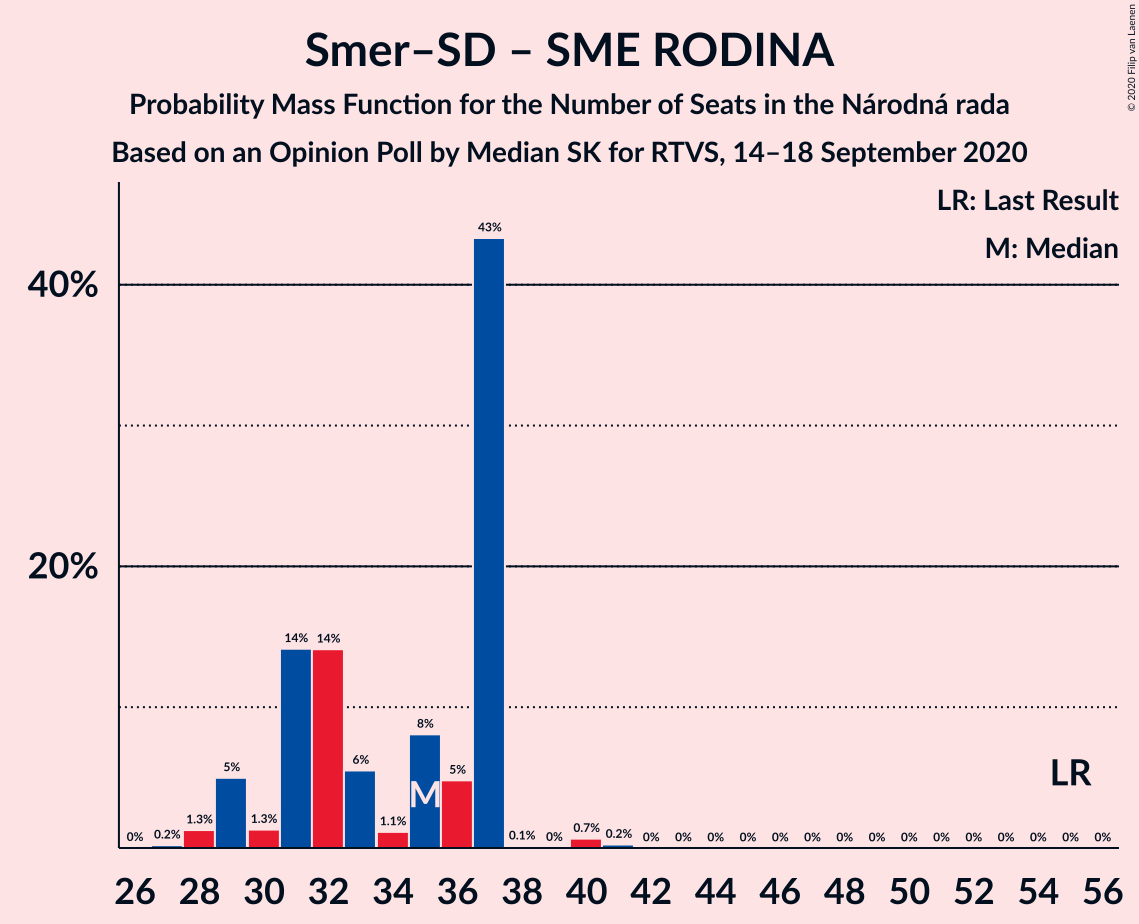 Smer–SD – SME RODINA
Probability Mass Function for the Number of Seats in the Národná rada
Based on an Opinion Poll by Median SK for RTVS, 14–18 September 2020
© 2020 Filip van Laenen
LR: Last Result
M: Median
43%
40%
20%
14% 14%
8%
6%
5% 5%
LR
M
0% 0.2% 1.3% 1.3% 1.1% 0.1% 0% 0.7% 0.2% 0% 0% 0% 0% 0% 0% 0% 0% 0% 0% 0% 0% 0% 0% 0%
26 28 30 32 34 36 38 40 42 44 46 48 50 52 54 56